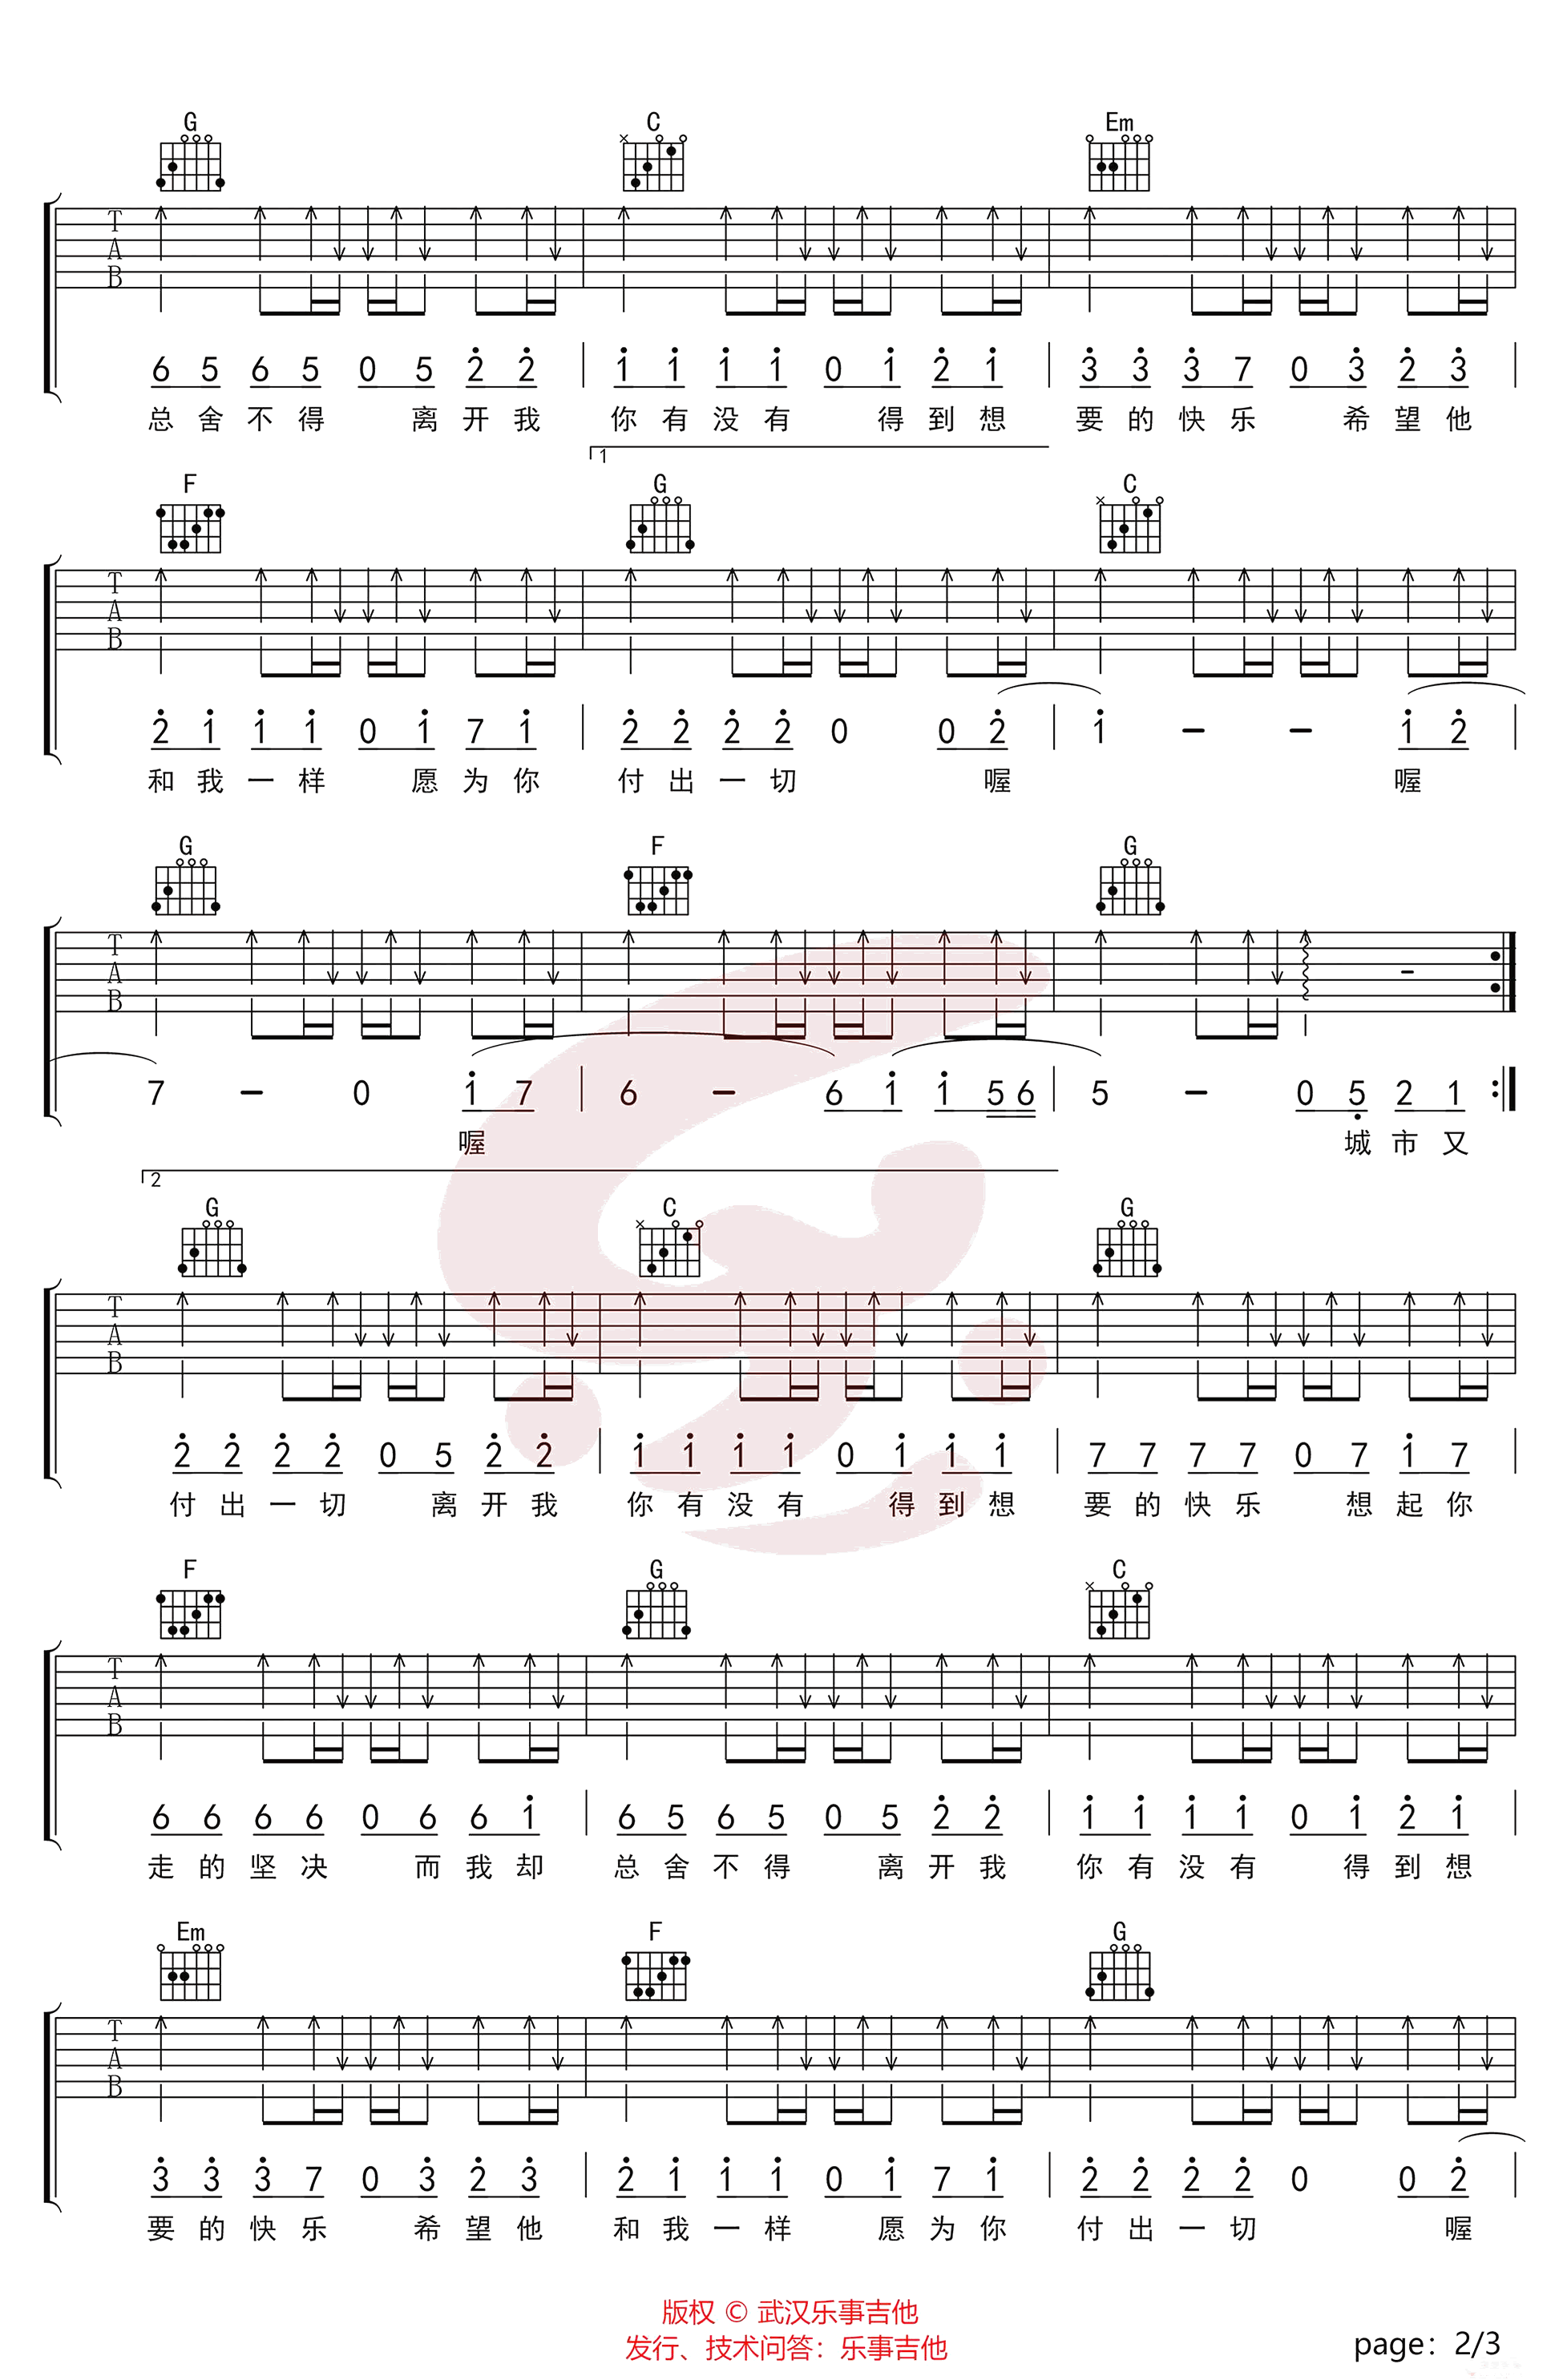 G C Em
T
A
B
6 5 6 5 0 5 2 2 1 1 1 1 0 1 2 1 3 3 3 7 0 3 2 3
总 舍 不 得 离 开 我 你 有 没 有 得 到 想 要 的 快 乐 希 望 他
1
F G C
T
A
B
2 1 1 1 0 1 7 1 2 2 2 2 0 0 2 1 - - 1 2
和 我 一 样 愿 为 你 付 出 一 切 喔 喔
G F G
T
A
B
7 - 0 1 7 6 - 6 1 1 5 6 5 - 0 5 2 1
喔 城 市 又
2
G C G
T
A
B
2 2 2 2 0 5 2 2 1 1 1 1 0 1 1 1 7 7 7 7 0 7 1 7
付 出 一 切 离 开 我 你 有 没 有 得 到 想 要 的 快 乐 想 起 你
F G C
T
A
B
6 6 6 6 0 6 6 1 6 5 6 5 0 5 2 2 1 1 1 1 0 1 2 1
走 的 坚 决 而 我 却 总 舍 不 得 离 开 我 你 有 没 有 得 到 想
Em F G
T
A
B
3 3 3 7 0 3 2 3 2 1 1 1 0 1 7 1 2 2 2 2 0 0 2
要 的 快 乐 希 望 他 和 我 一 样 愿 为 你 付 出 一 切 喔
版权 © 武汉乐事吉他
发行、技术问答：乐事吉他
page：2/3